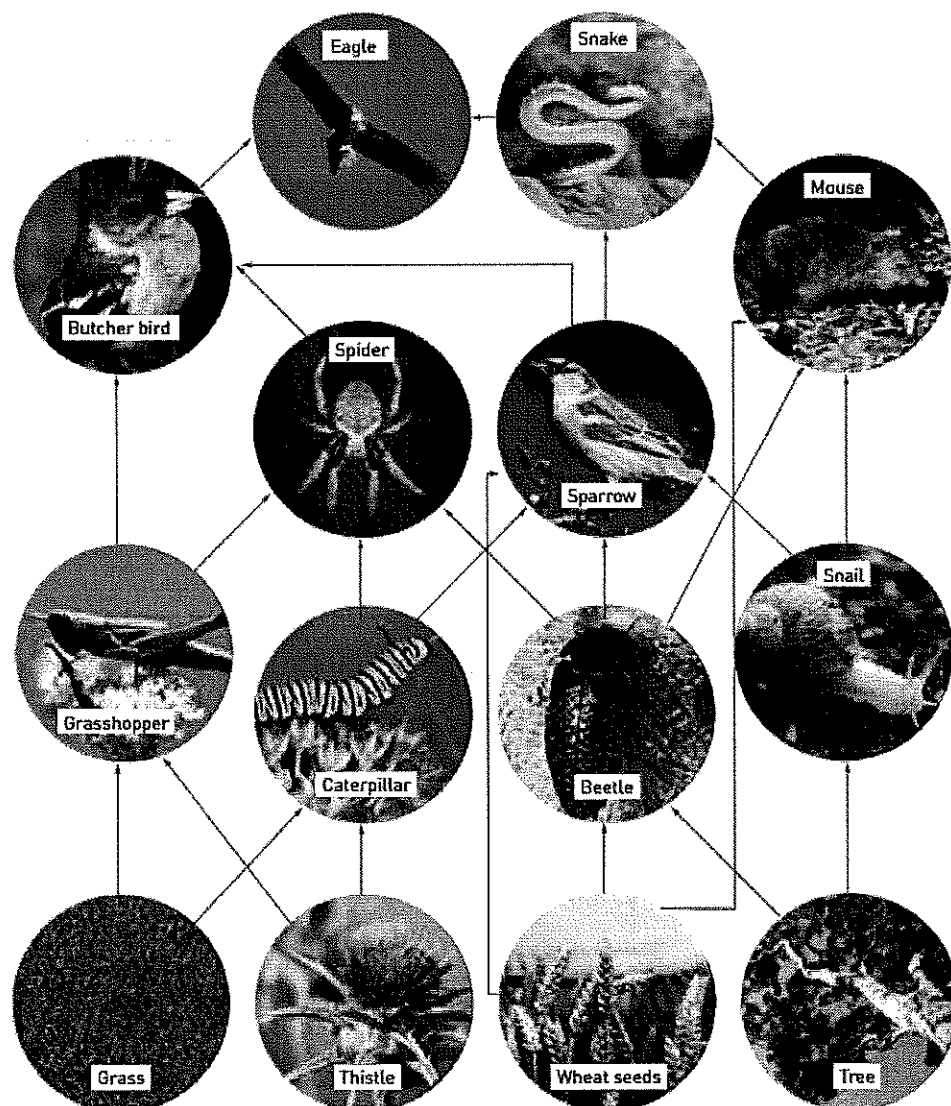 Eagle
Snake
Mouse
Butcher bird
Spider
Sparrow
Snail
Grasshopper
Caterpillar
Beetle
Grass
Thistle
Wheat seeds
Tree